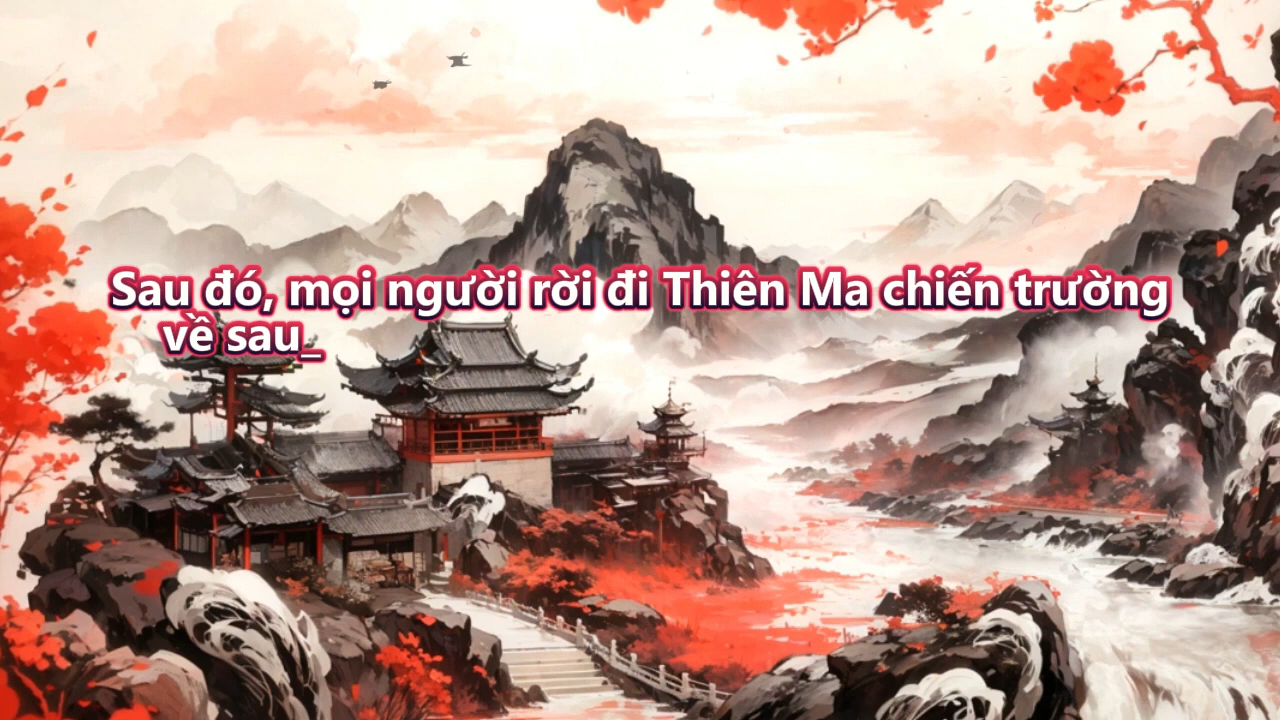 Sau đó, mọi người rời đi Thiên Ma chiến trường
về sau_